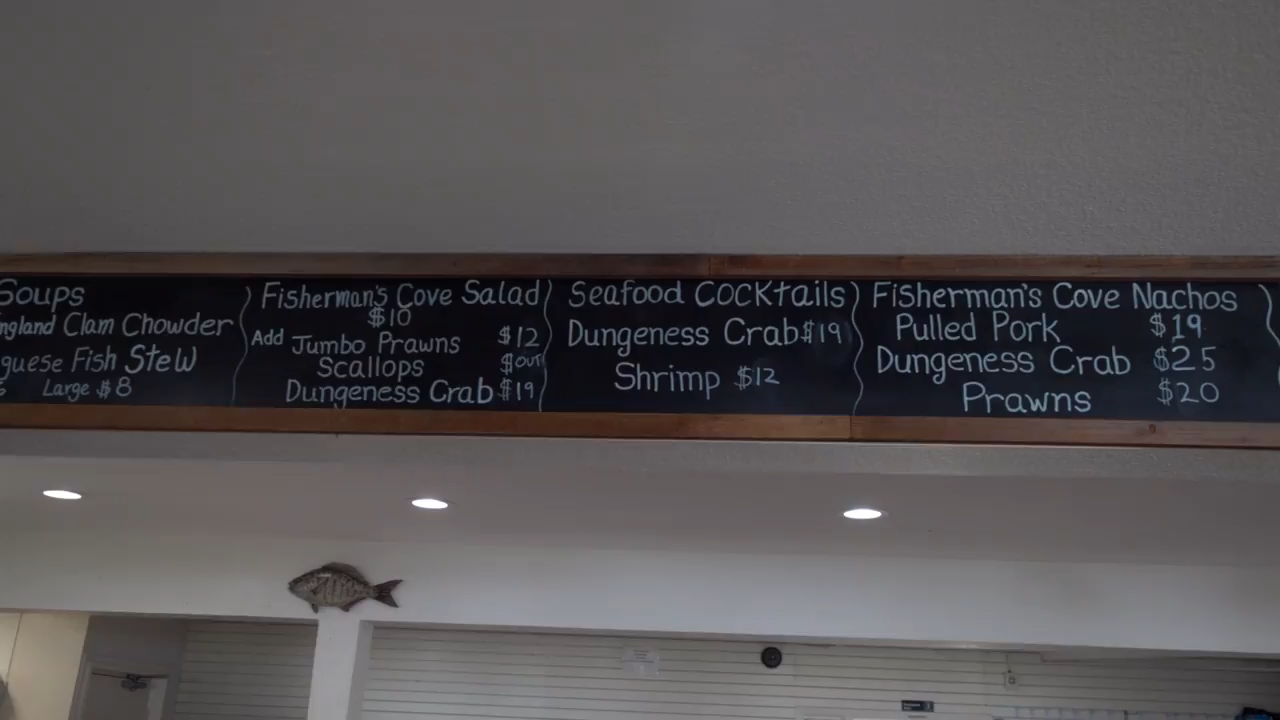 Soups
ngland Clam Chowder
guese Fish Stew
Large $8
Fisherman's Cove Salad
$10
Add Jumbo Prawns $12
Scallops $OUT
Dungeness Crab $19
Seafood Cocktails
Dungeness Crab $19
Shrimp $12
Fisherman's Cove Nachos
Pulled Pork $19
Dungeness Crab $25
Prawns $20